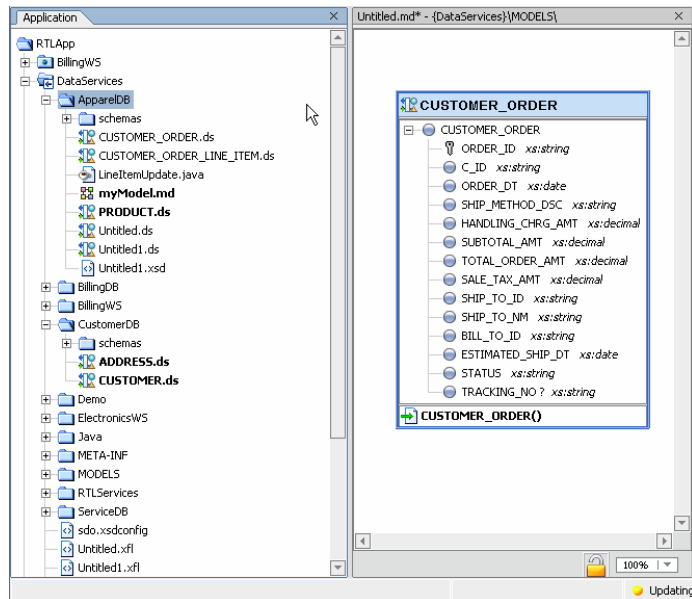 Application
RTLApp
BillingWS
DataServices
ApparelDB
schemas
CUSTOMER_ORDER.ds
CUSTOMER_ORDER_LINE_ITEM.ds
LineItemUpdate.java
myModel.md
PRODUCT.ds
Untitled.ds
Untitled1.ds
Untitled1.xsd
BillingDB
BillingWS
CustomerDB
schemas
ADDRESS.ds
CUSTOMER.ds
Demo
ElectronicsWS
Java
META-INF
MODELS
RTLServices
ServiceDB
sdo.xsdconfig
Untitled.xfl
Untitled1.xfl
Untitled.md* - {DataServices}\MODELS\
CUSTOMER_ORDER
CUSTOMER_ORDER
ORDER_ID xs:string
C_ID xs:string
ORDER_DT xs:date
SHIP_METHOD_DSC xs:string
HANDLING_CHRG_AMT xs:decimal
SUBTOTAL_AMT xs:decimal
TOTAL_ORDER_AMT xs:decimal
SALE_TAX_AMT xs:decimal
SHIP_TO_ID xs:string
SHIP_TO_NM xs:string
BILL_TO_ID xs:string
ESTIMATED_SHIP_DT xs:date
STATUS xs:string
TRACKING_NO ? xs:string
CUSTOMER_ORDER()
100%
Updating